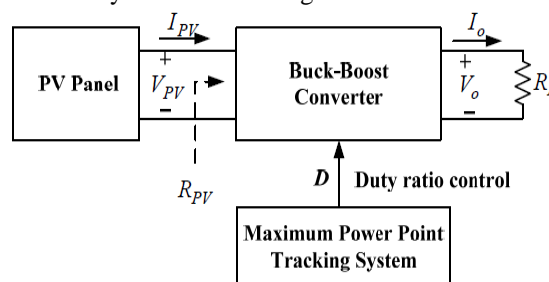 I_PV I_o
PV Panel
+ V_PV −
Buck-Boost
Converter
+ V_o −
R_PV
D Duty ratio control
Maximum Power Point
Tracking System